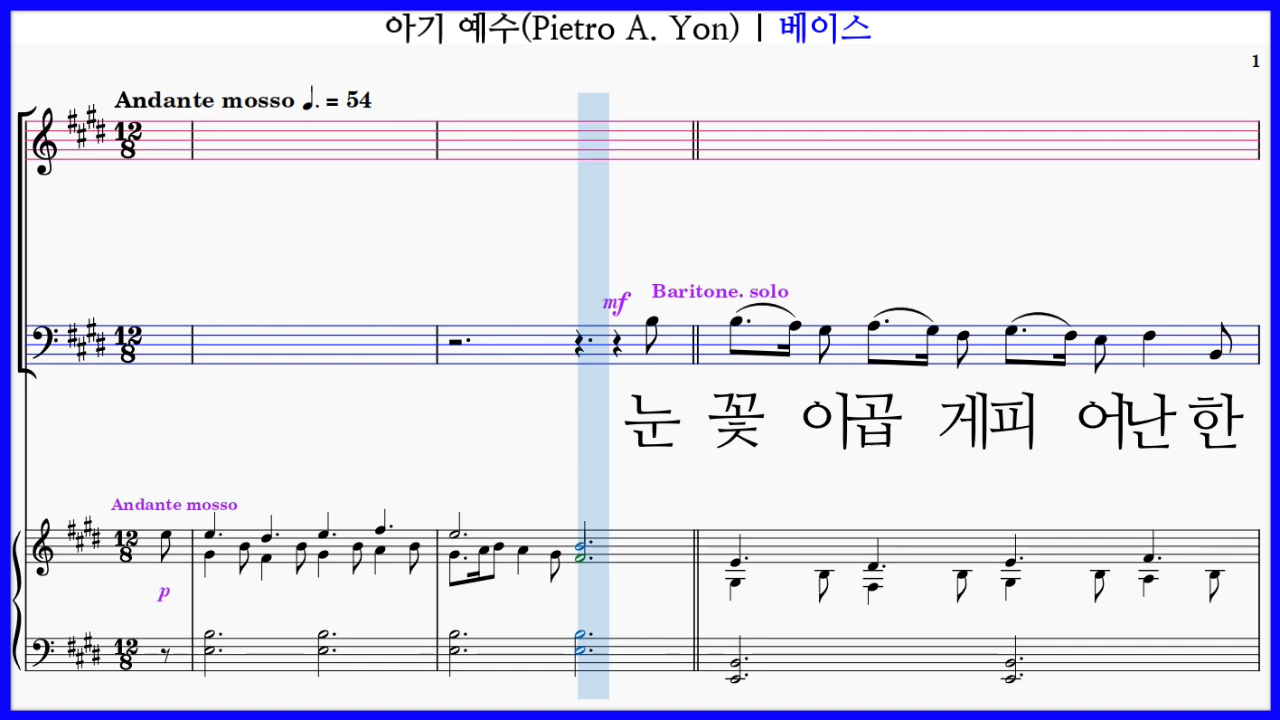 아기 예수(Pietro A. Yon) | 베이스
1
Andante mosso ♩. = 54
12
8
mf
Baritone. solo
12
8
눈 꽃 이곱 게피 어난 한
Andante mosso
12
8
p
12
8